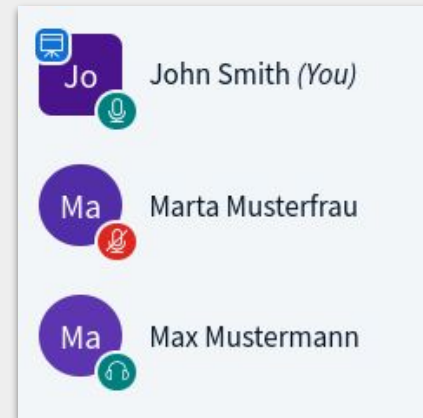 Jo
John Smith (You)
Ma
Marta Musterfrau
Ma
Max Mustermann